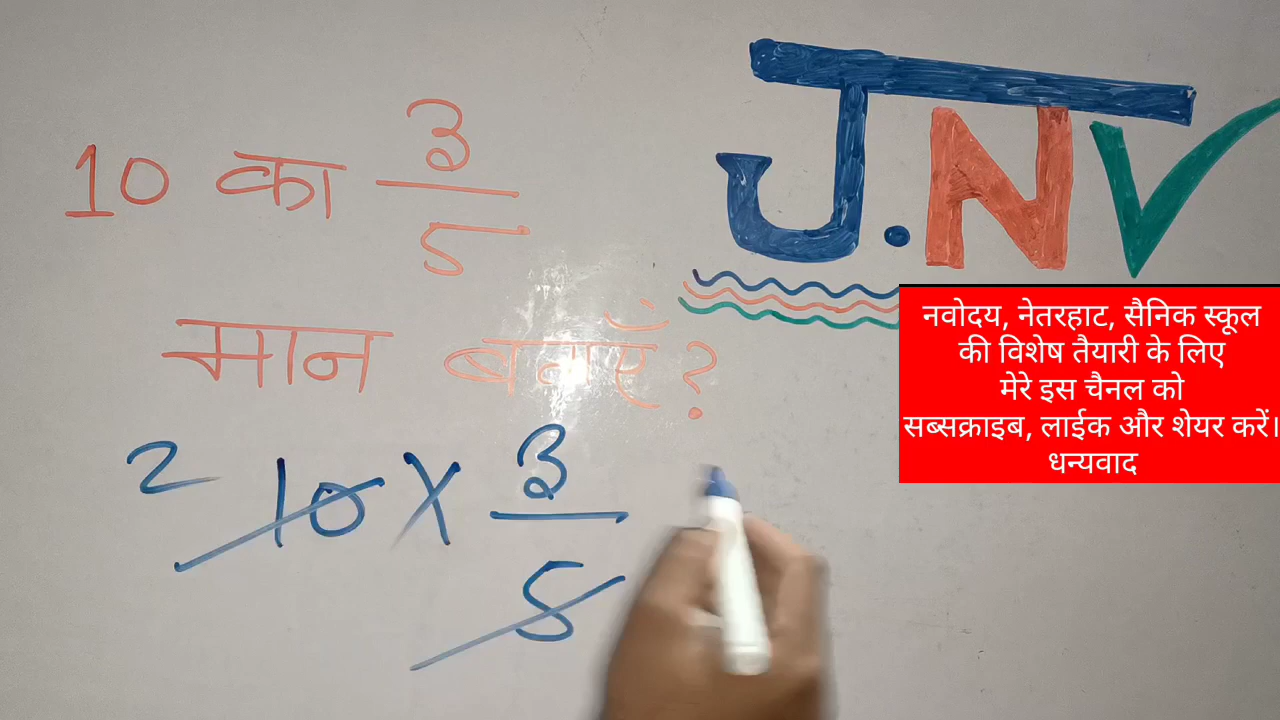 10 का 3/5
मान बताएँ?
2 10 X 3/5
J.NV
नवोदय, नेतरहाट, सैनिक स्कूल
की विशेष तैयारी के लिए
मेरे इस चैनल को
सब्सक्राइब, लाईक और शेयर करें।
धन्यवाद